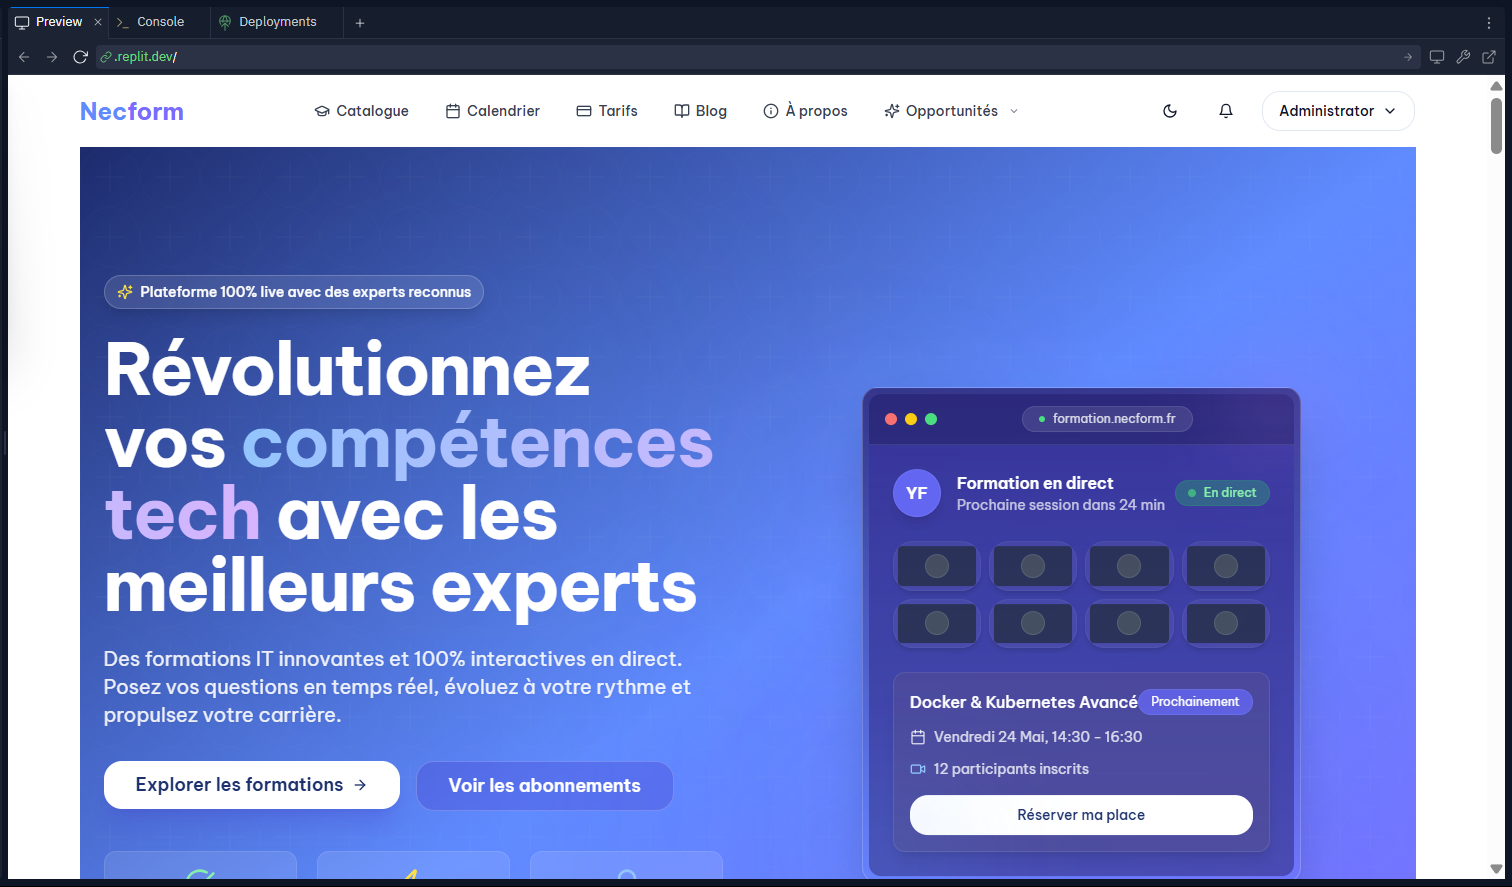 Preview
Console
Deployments
.replit.dev/
Necform
Catalogue
Calendrier
Tarifs
Blog
À propos
Opportunités
Administrator
Plateforme 100% live avec des experts reconnus
Révolutionnez
vos compétences
tech avec les
meilleurs experts
Des formations IT innovantes et 100% interactives en direct.
Posez vos questions en temps réel, évoluez à votre rythme et
propulsez votre carrière.
Explorer les formations
Voir les abonnements
formation.necform.fr
YF
Formation en direct
Prochaine session dans 24 min
En direct
Docker & Kubernetes Avancé
Prochainement
Vendredi 24 Mai, 14:30 - 16:30
12 participants inscrits
Réserver ma place